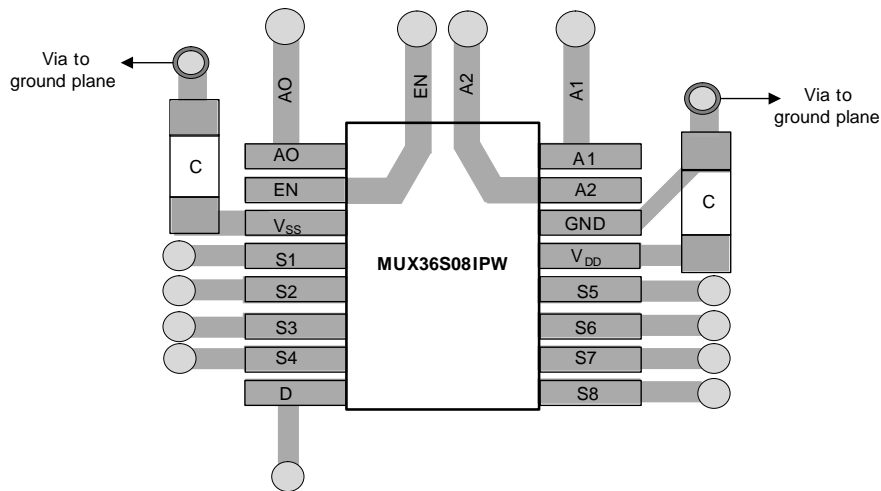 Via to
ground plane
AO
EN
A2
A1
Via to
ground plane
C
AO
EN
VSS
S1
S2
S3
S4
D
MUX36S08IPW
A1
A2
GND
VDD
S5
S6
S7
S8
C